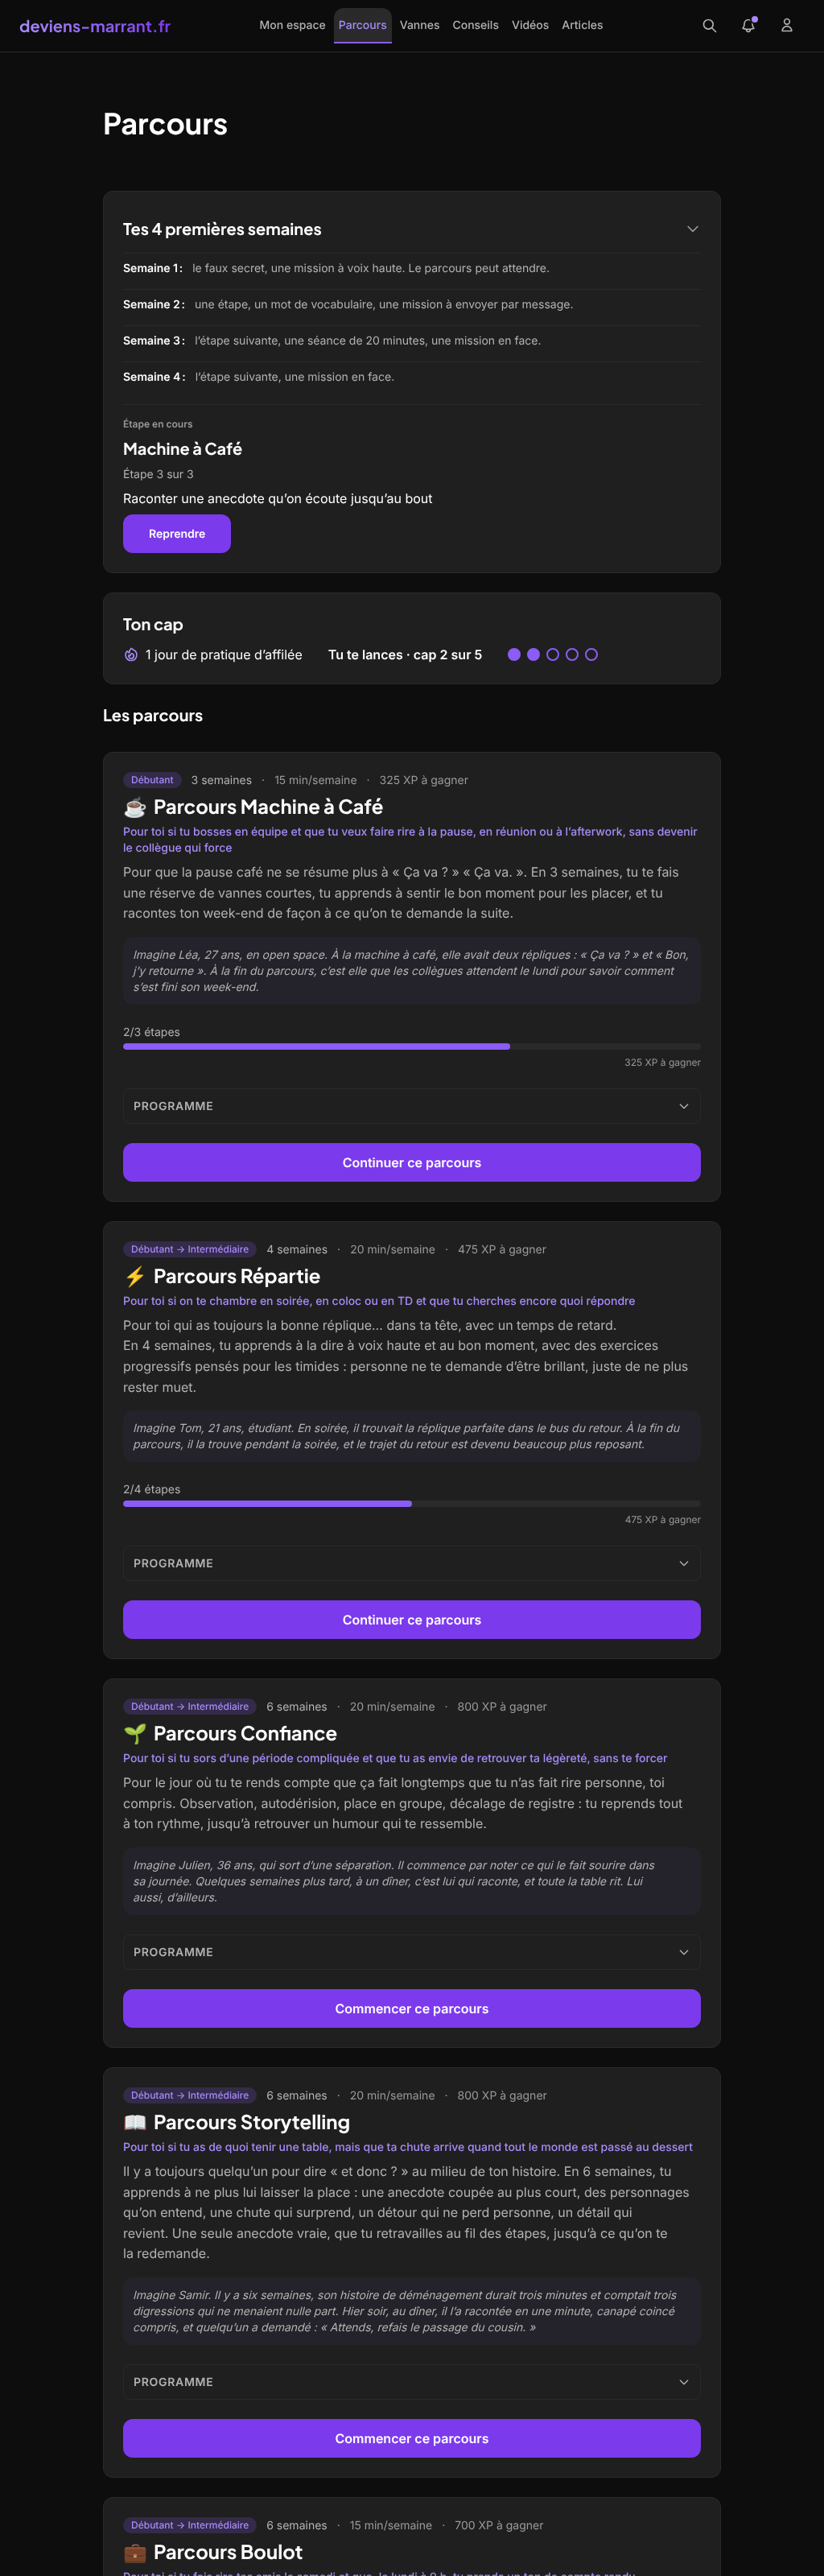 deviens-marrant.fr
Mon espace
Parcours
Vannes
Conseils
Vidéos
Articles
Parcours
Tes 4 premières semaines
Semaine 1 : le faux secret, une mission à voix haute. Le parcours peut attendre.
Semaine 2 : une étape, un mot de vocabulaire, une mission à envoyer par message.
Semaine 3 : l’étape suivante, une séance de 20 minutes, une mission en face.
Semaine 4 : l’étape suivante, une mission en face.
Étape en cours
Machine à Café
Étape 3 sur 3
Raconter une anecdote qu’on écoute jusqu’au bout
Reprendre
Ton cap
1 jour de pratique d’affilée Tu te lances · cap 2 sur 5
Les parcours
Débutant 3 semaines · 15 min/semaine · 325 XP à gagner
☕ Parcours Machine à Café
Pour toi si tu bosses en équipe et que tu veux faire rire à la pause, en réunion ou à l’afterwork, sans devenir
le collègue qui force
Pour que la pause café ne se résume plus à « Ça va ? » « Ça va. ». En 3 semaines, tu te fais
une réserve de vannes courtes, tu apprends à sentir le bon moment pour les placer, et tu
racontes ton week-end de façon à ce qu’on te demande la suite.
Imagine Léa, 27 ans, en open space. À la machine à café, elle avait deux répliques : « Ça va ? » et « Bon,
j’y retourne ». À la fin du parcours, c’est elle que les collègues attendent le lundi pour savoir comment
s’est fini son week-end.
2/3 étapes
325 XP à gagner
PROGRAMME
Continuer ce parcours
Débutant → Intermédiaire 4 semaines · 20 min/semaine · 475 XP à gagner
⚡ Parcours Répartie
Pour toi si on te chambre en soirée, en coloc ou en TD et que tu cherches encore quoi répondre
Pour toi qui as toujours la bonne réplique… dans ta tête, avec un temps de retard.
En 4 semaines, tu apprends à la dire à voix haute et au bon moment, avec des exercices
progressifs pensés pour les timides : personne ne te demande d’être brillant, juste de ne plus
rester muet.
Imagine Tom, 21 ans, étudiant. En soirée, il trouvait la réplique parfaite dans le bus du retour. À la fin du
parcours, il la trouve pendant la soirée, et le trajet du retour est devenu beaucoup plus reposant.
2/4 étapes
475 XP à gagner
PROGRAMME
Continuer ce parcours
Débutant → Intermédiaire 6 semaines · 20 min/semaine · 800 XP à gagner
🌱 Parcours Confiance
Pour toi si tu sors d’une période compliquée et que tu as envie de retrouver ta légèreté, sans te forcer
Pour le jour où tu te rends compte que ça fait longtemps que tu n’as fait rire personne, toi
compris. Observation, autodérision, place en groupe, décalage de registre : tu reprends tout
à ton rythme, jusqu’à retrouver un humour qui te ressemble.
Imagine Julien, 36 ans, qui sort d’une séparation. Il commence par noter ce qui le fait sourire dans
sa journée. Quelques semaines plus tard, à un dîner, c’est lui qui raconte, et toute la table rit. Lui
aussi, d’ailleurs.
PROGRAMME
Commencer ce parcours
Débutant → Intermédiaire 6 semaines · 20 min/semaine · 800 XP à gagner
📖 Parcours Storytelling
Pour toi si tu as de quoi tenir une table, mais que ta chute arrive quand tout le monde est passé au dessert
Il y a toujours quelqu’un pour dire « et donc ? » au milieu de ton histoire. En 6 semaines, tu
apprends à ne plus lui laisser la place : une anecdote coupée au plus court, des personnages
qu’on entend, une chute qui surprend, un détour qui ne perd personne, un détail qui
revient. Une seule anecdote vraie, que tu retravailles au fil des étapes, jusqu’à ce qu’on te
la redemande.
Imagine Samir. Il y a six semaines, son histoire de déménagement durait trois minutes et comptait trois
digressions qui ne menaient nulle part. Hier soir, au dîner, il l’a racontée en une minute, canapé coincé
compris, et quelqu’un a demandé : « Attends, refais le passage du cousin. »
PROGRAMME
Commencer ce parcours
Débutant → Intermédiaire 6 semaines · 15 min/semaine · 700 XP à gagner
💼 Parcours Boulot